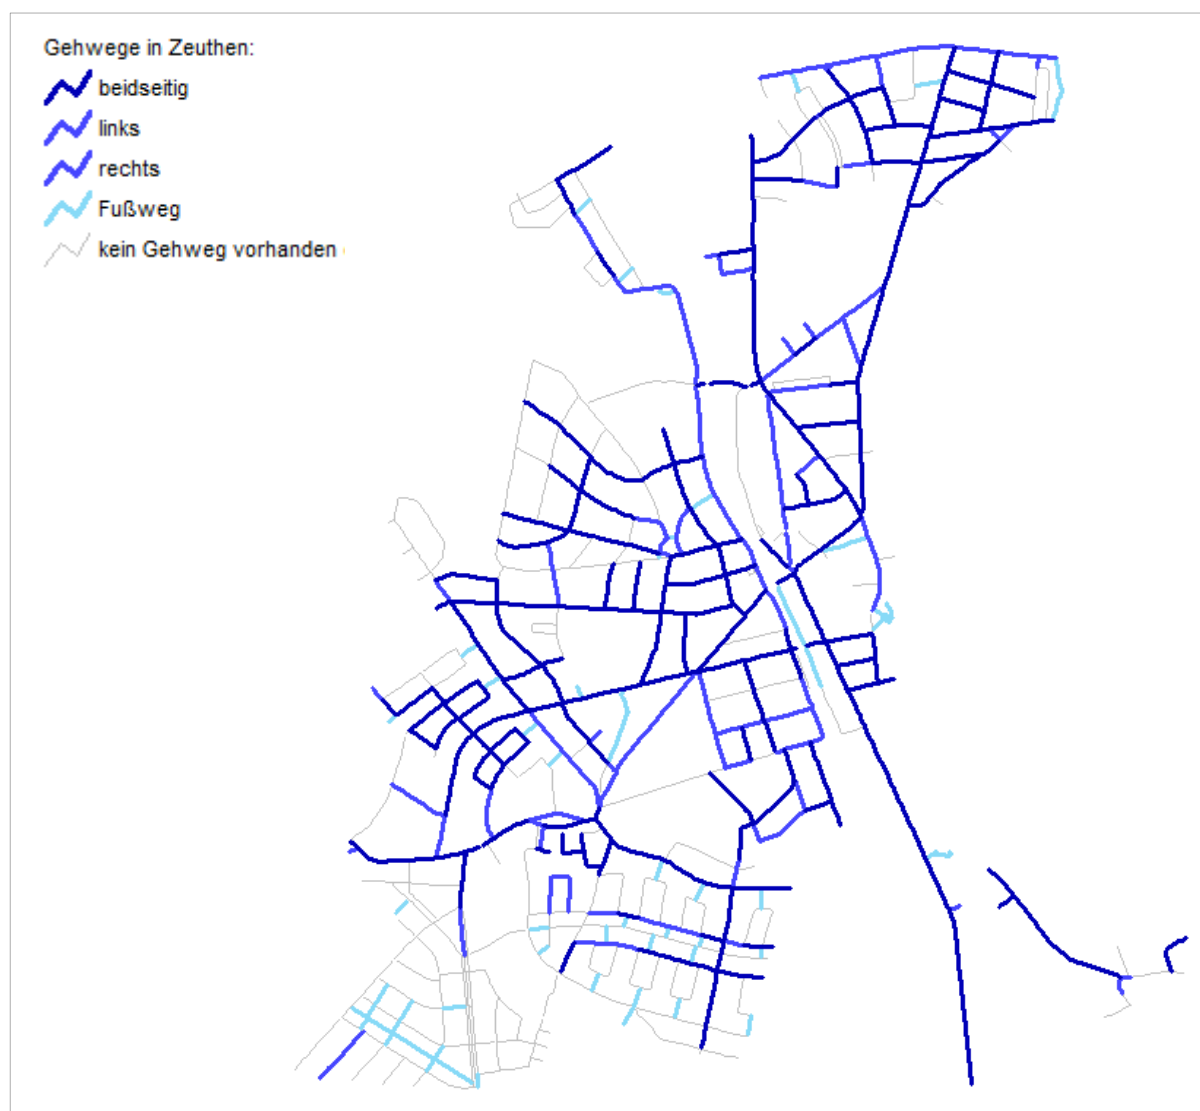 Gehwege in Zeuthen:
beidseitig
links
rechts
Fußweg
kein Gehweg vorhanden